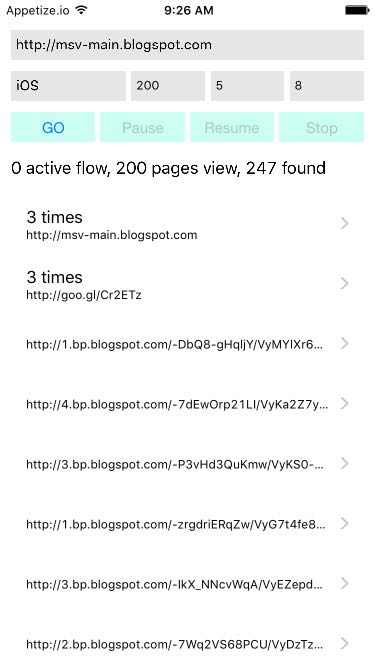 Appetize.io 9:26 AM
http://msv-main.blogspot.com
iOS 200 5 8
GO Pause Resume Stop
0 active flow, 200 pages view, 247 found
3 times
http://msv-main.blogspot.com
3 times
http://goo.gl/Cr2ETz
http://1.bp.blogspot.com/-DbQ8-gHqljY/VyMYlXr6...
http://4.bp.blogspot.com/-7dEwOrp21LI/VyKa2Z7y...
http://3.bp.blogspot.com/-P3vHd3QuKmw/VyKS0-...
http://1.bp.blogspot.com/-zrgdriERqZw/VyG7t4fe8...
http://3.bp.blogspot.com/-lkX_NNcvWqA/VyEZepd...
http://2.bp.blogspot.com/-7Wq2VS68PCU/VyDzTz...